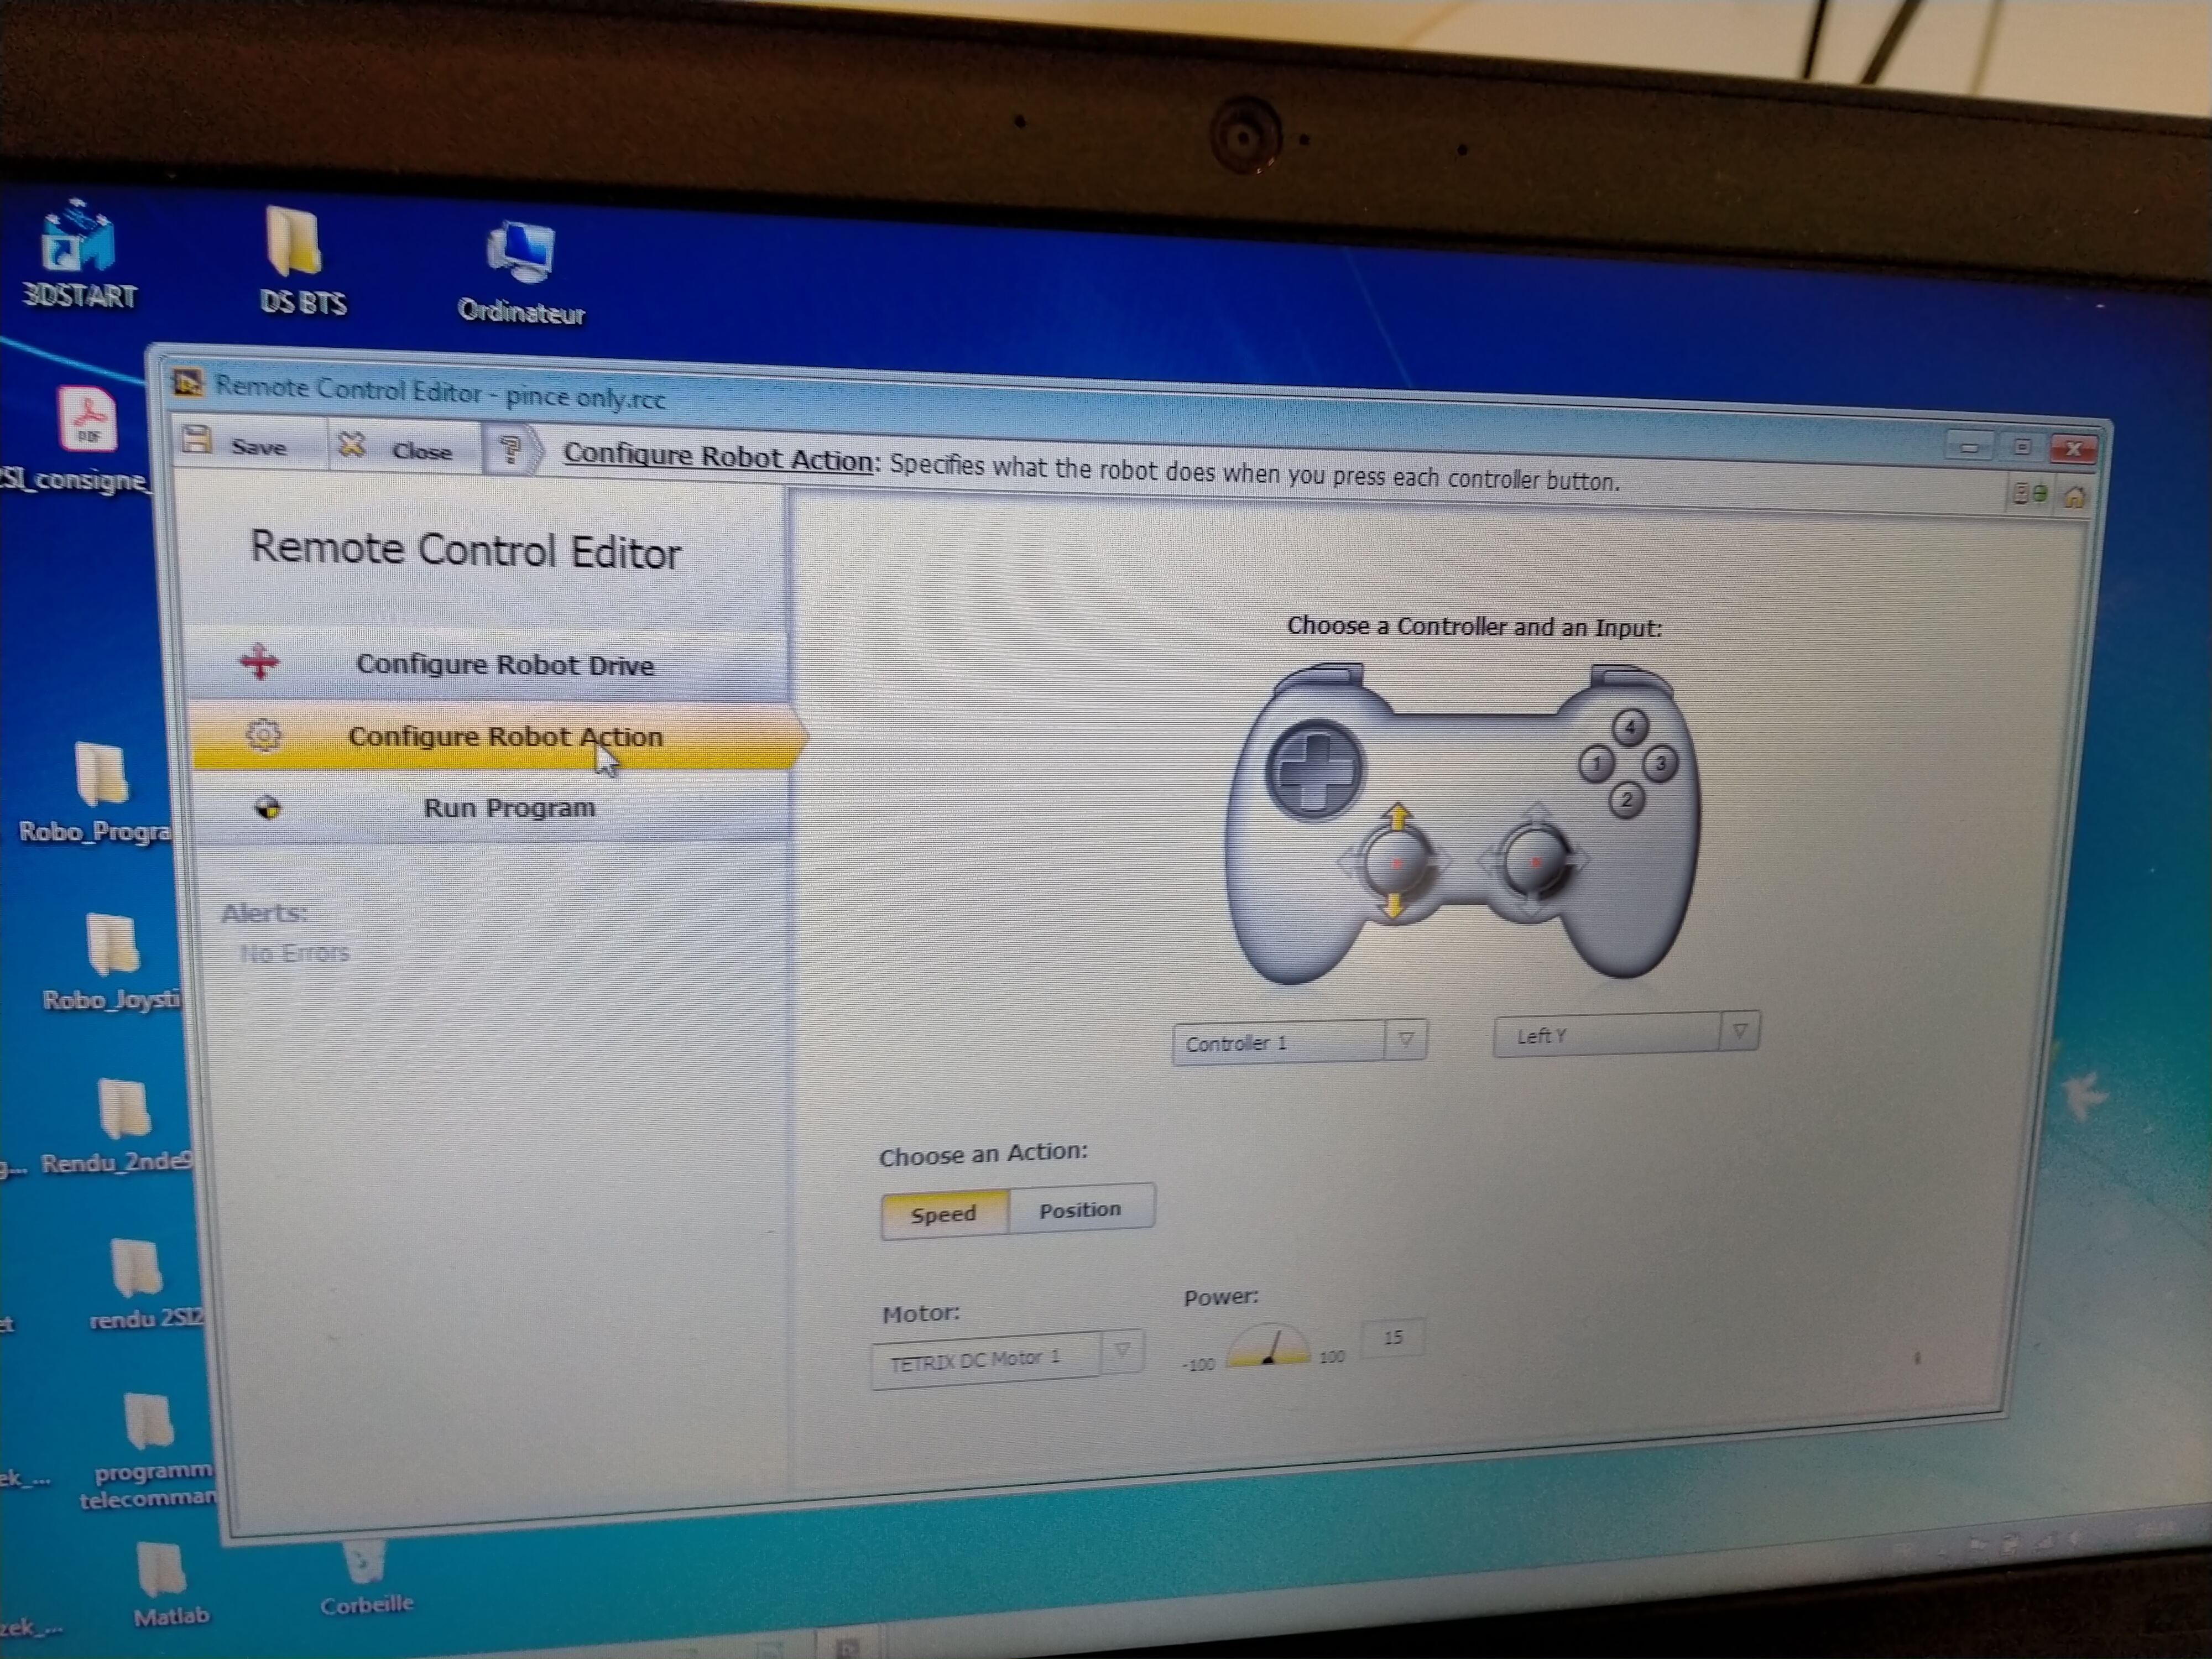 3DSTART
DS BTS
Ordinateur
Remote Control Editor - pince only.rcc
Save
Close
Configure Robot Action: Specifies what the robot does when you press each controller button.
PDF
SI_consigne_
Remote Control Editor
Configure Robot Drive
Configure Robot Action
Run Program
Alerts:
No Errors
Choose a Controller and an Input:
4
1
3
2
Controller 1
Left Y
Choose an Action:
Speed
Position
Motor:
TETRIX DC Motor 1
Power:
-100
100
15
Robo_Progra
Robo_Joysti
Rendu_2nde9
rendu 2SI2
programm
telecomman
Matlab
Corbeille